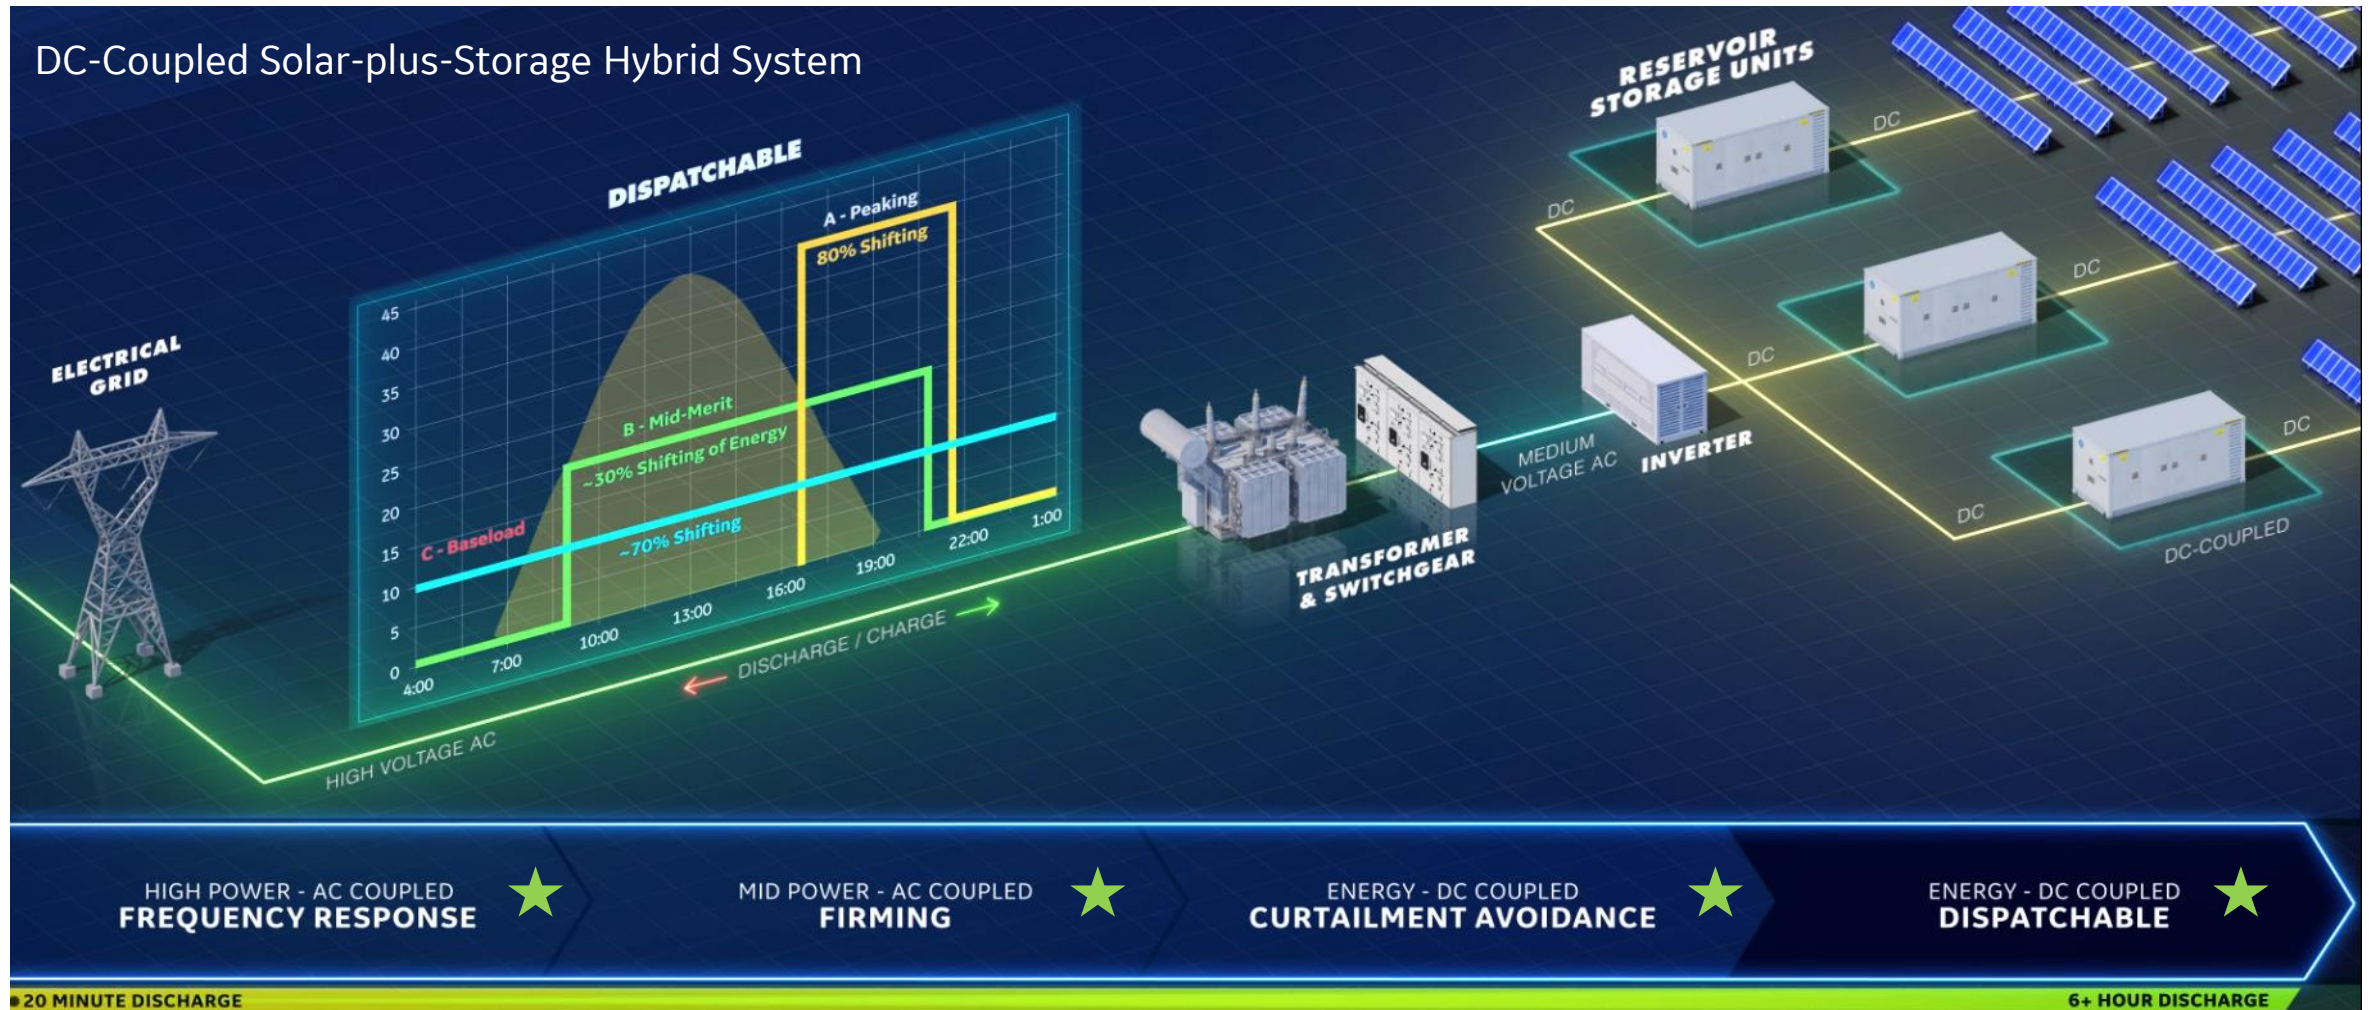 DC-Coupled Solar-plus-Storage Hybrid System
RESERVOIR
STORAGE UNITS
DC
DC
DC
DC
DC
DC
DC-COUPLED
INVERTER
MEDIUM
VOLTAGE AC
TRANSFORMER
& SWITCHGEAR
DISPATCHABLE
A - Peaking
80% Shifting
B - Mid-Merit
~30% Shifting of Energy
C - Baseload
~70% Shifting
45
40
35
30
25
20
15
10
5
0
4:00
7:00
10:00
13:00
16:00
19:00
22:00
1:00
ELECTRICAL
GRID
DISCHARGE / CHARGE
HIGH VOLTAGE AC
HIGH POWER - AC COUPLED
FREQUENCY RESPONSE
MID POWER - AC COUPLED
FIRMING
ENERGY - DC COUPLED
CURTAILMENT AVOIDANCE
ENERGY - DC COUPLED
DISPATCHABLE
20 MINUTE DISCHARGE
6+ HOUR DISCHARGE